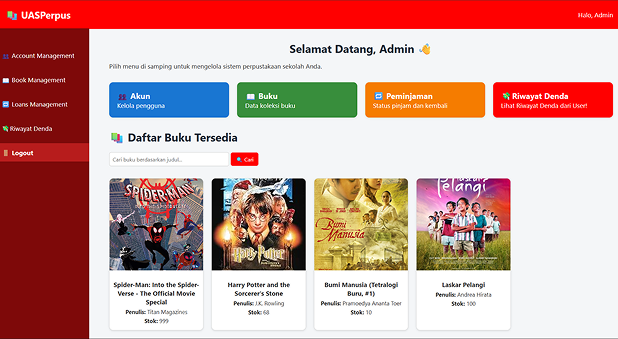 UASPerpus
Halo, Admin
Account Management
Book Management
Loans Management
Riwayat Denda
Logout
Selamat Datang, Admin
Pilih menu di samping untuk mengelola sistem perpustakaan sekolah Anda.
Akun
Kelola pengguna
Buku
Data koleksi buku
Peminjaman
Status pinjam dan kembali
Riwayat Denda
Lihat Riwayat Denda dari User!
Daftar Buku Tersedia
Cari buku berdasarkan judul...
Cari
SPIDER-MAN
Harry Potter
Bumi
Manusia
Pelangi
Spider-Man: Into the Spider-
Verse - The Official Movie
Special
Penulis: Titan Magazines
Stok: 999
Harry Potter and the
Sorcerer's Stone
Penulis: J.K. Rowling
Stok: 68
Bumi Manusia (Tetralogi
Buru, #1)
Penulis: Pramoedya Ananta Toer
Stok: 10
Laskar Pelangi
Penulis: Andrea Hirata
Stok: 100